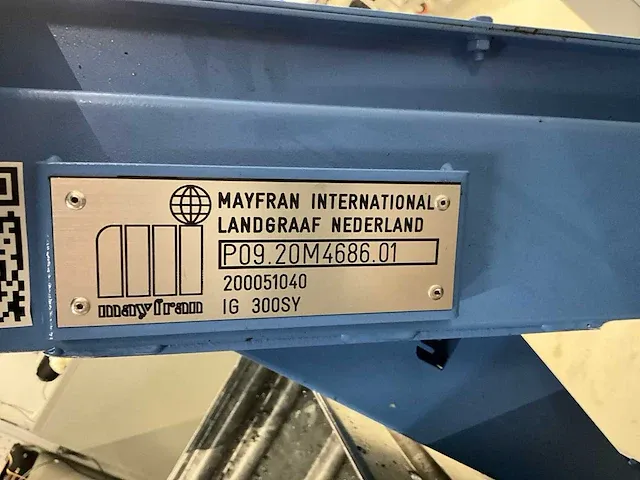 MAYFRAN INTERNATIONAL
LANDGRAAF NEDERLAND
P09.20M4686.01
200051040
mayfran
IG 300SY